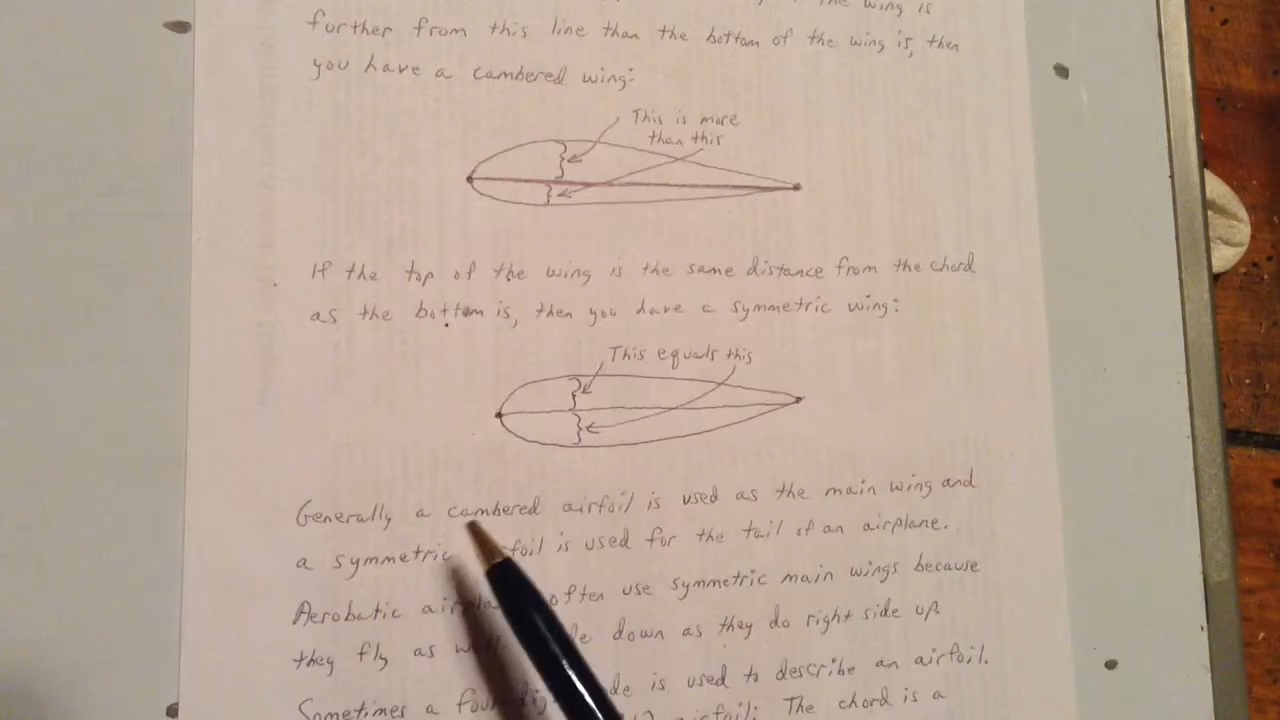 the wing is
further from this line than the bottom of the wing is, then
you have a cambered wing:
This is more
than this
If the top of the wing is the same distance from the chord
as the bottom is, then you have a symmetric wing:
This equals this
Generally a cambered airfoil is used as the main wing and
a symmetric foil is used for the tail of an airplane.
Aerobatic often use symmetric main wings because
they fly as down as they do right side up.
Sometimes a is used to describe an airfoil.
airfoil: The chord is a